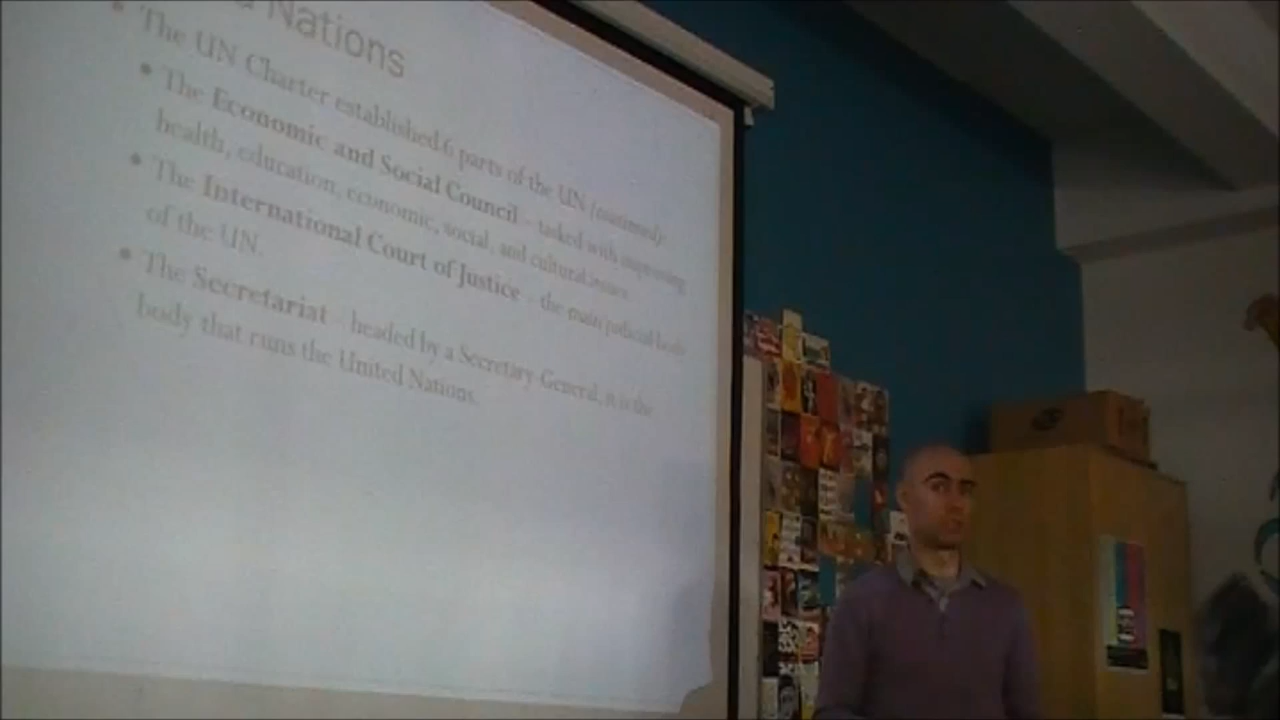 Nations
The UN Charter established 6 parts of the UN (continued):
The Economic and Social Council – tasked with improving
health, education, economic, social, and cultural issues.
The International Court of Justice – the main judicial body
of the UN.
The Secretariat – headed by a Secretary-General, it is the
body that runs the United Nations.